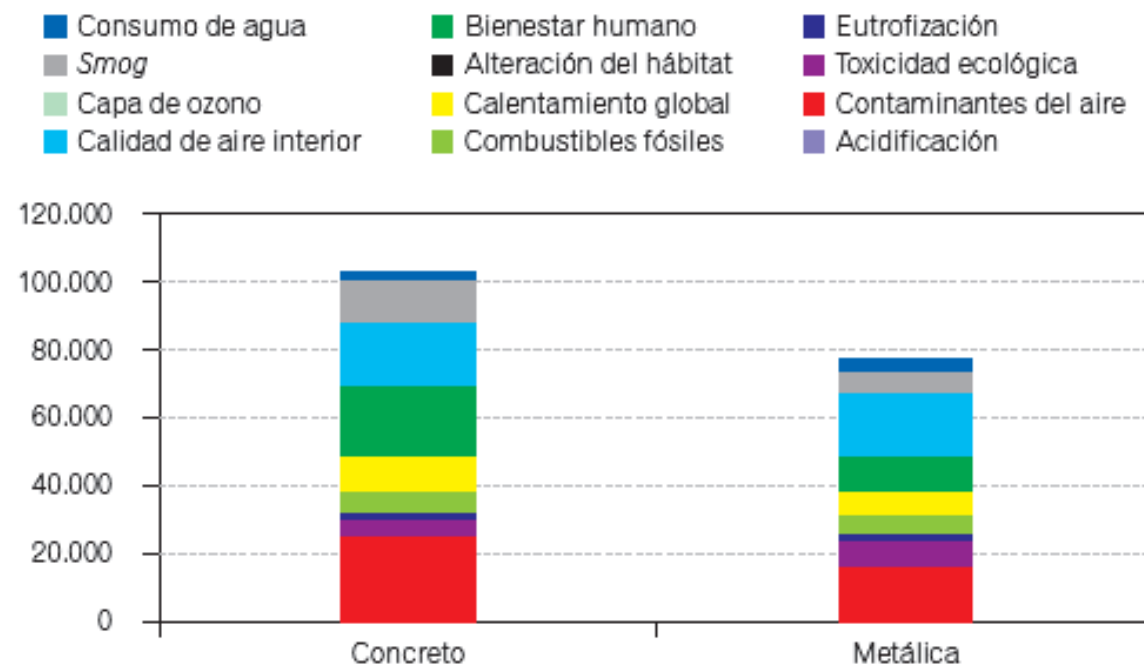 Consumo de agua Bienestar humano Eutrofización
Smog Alteración del hábitat Toxicidad ecológica
Capa de ozono Calentamiento global Contaminantes del aire
Calidad de aire interior Combustibles fósiles Acidificación
120.000
100.000
80.000
60.000
40.000
20.000
0
Concreto Metálica